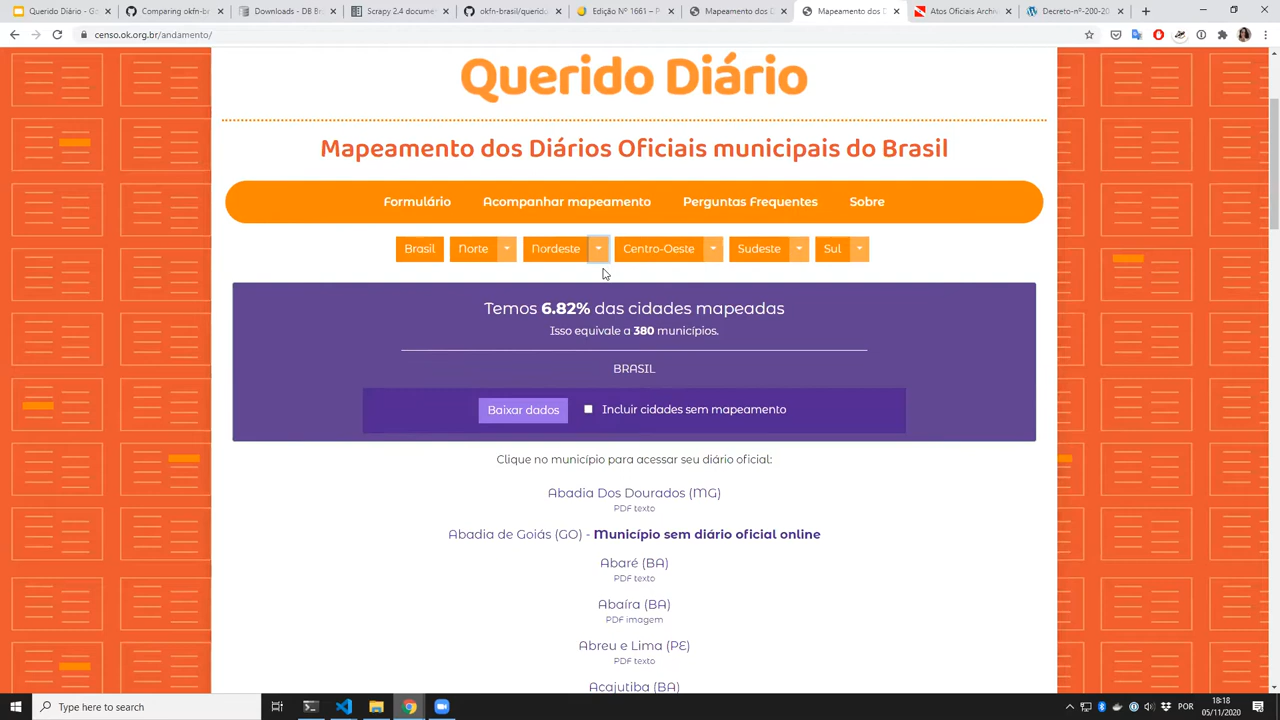 Querido Diário - G
Comparing okfn-b
Downloads - DB B
Scrapy 2.4 docume
okfn-brasil/querid
Edição Nº 1661 – P
Mapeamento dos D
Mapeamento dos D
Atos Oficiais Archi
Decreto-nº-200-20
censo.ok.org.br/andamento/
Querido Diário
Mapeamento dos Diários Oficiais municipais do Brasil
Formulário Acompanhar mapeamento Perguntas Frequentes Sobre
Brasil Norte Nordeste Centro-Oeste Sudeste Sul
Temos 6.82% das cidades mapeadas
Isso equivale a 380 municípios.
BRASIL
Baixar dados Incluir cidades sem mapeamento
Clique no município para acessar seu diário oficial:
Abadia Dos Dourados (MG)
PDF texto
Abadia de Goiás (GO) - Município sem diário oficial online
Abaré (BA)
PDF texto
Abaíra (BA)
PDF imagem
Abreu e Lima (PE)
PDF texto
Acajutiba (BA)
Type here to search
POR
18:18
05/11/2020